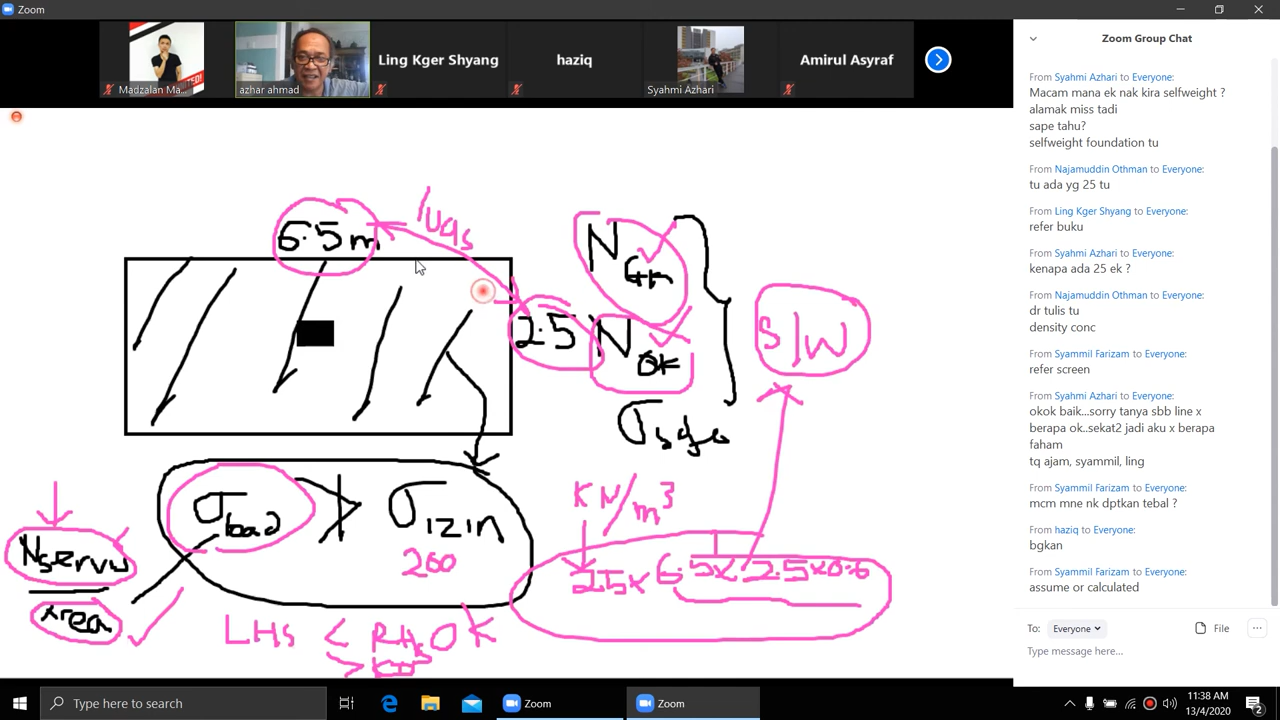 Zoom
Madzalan Ma...
azhar ahmad
Ling Kger Shyang
haziq
Syahmi Azhari
Amirul Asyraf
6.5m
luas
2.5
N Gk
N Qk
S/W
σ safe
σ bad > σ izin
200
N servis
area
KN/m³
25 x 6.5 x 2.5 x 0.6
LHS < RHS OK
>
Zoom Group Chat
From Syahmi Azhari to Everyone:
Macam mana ek nak kira selfweight ?
alamak miss tadi
sape tahu?
selfweight foundation tu
From Najamuddin Othman to Everyone:
tu ada yg 25 tu
From Ling Kger Shyang to Everyone:
refer buku
From Syahmi Azhari to Everyone:
kenapa ada 25 ek ?
From Najamuddin Othman to Everyone:
dr tulis tu
density conc
From Syammil Farizam to Everyone:
refer screen
From Syahmi Azhari to Everyone:
okok baik...sorry tanya sbb line x
berapa ok..sekat2 jadi aku x berapa
faham
tq ajam, syammil, ling
From Syammil Farizam to Everyone:
mcm mne nk dptkan tebal ?
From haziq to Everyone:
bgkan
From Syammil Farizam to Everyone:
assume or calculated
To: Everyone
File
...
Type message here...
Type here to search
Zoom
Zoom
11:38 AM
13/4/2020
2